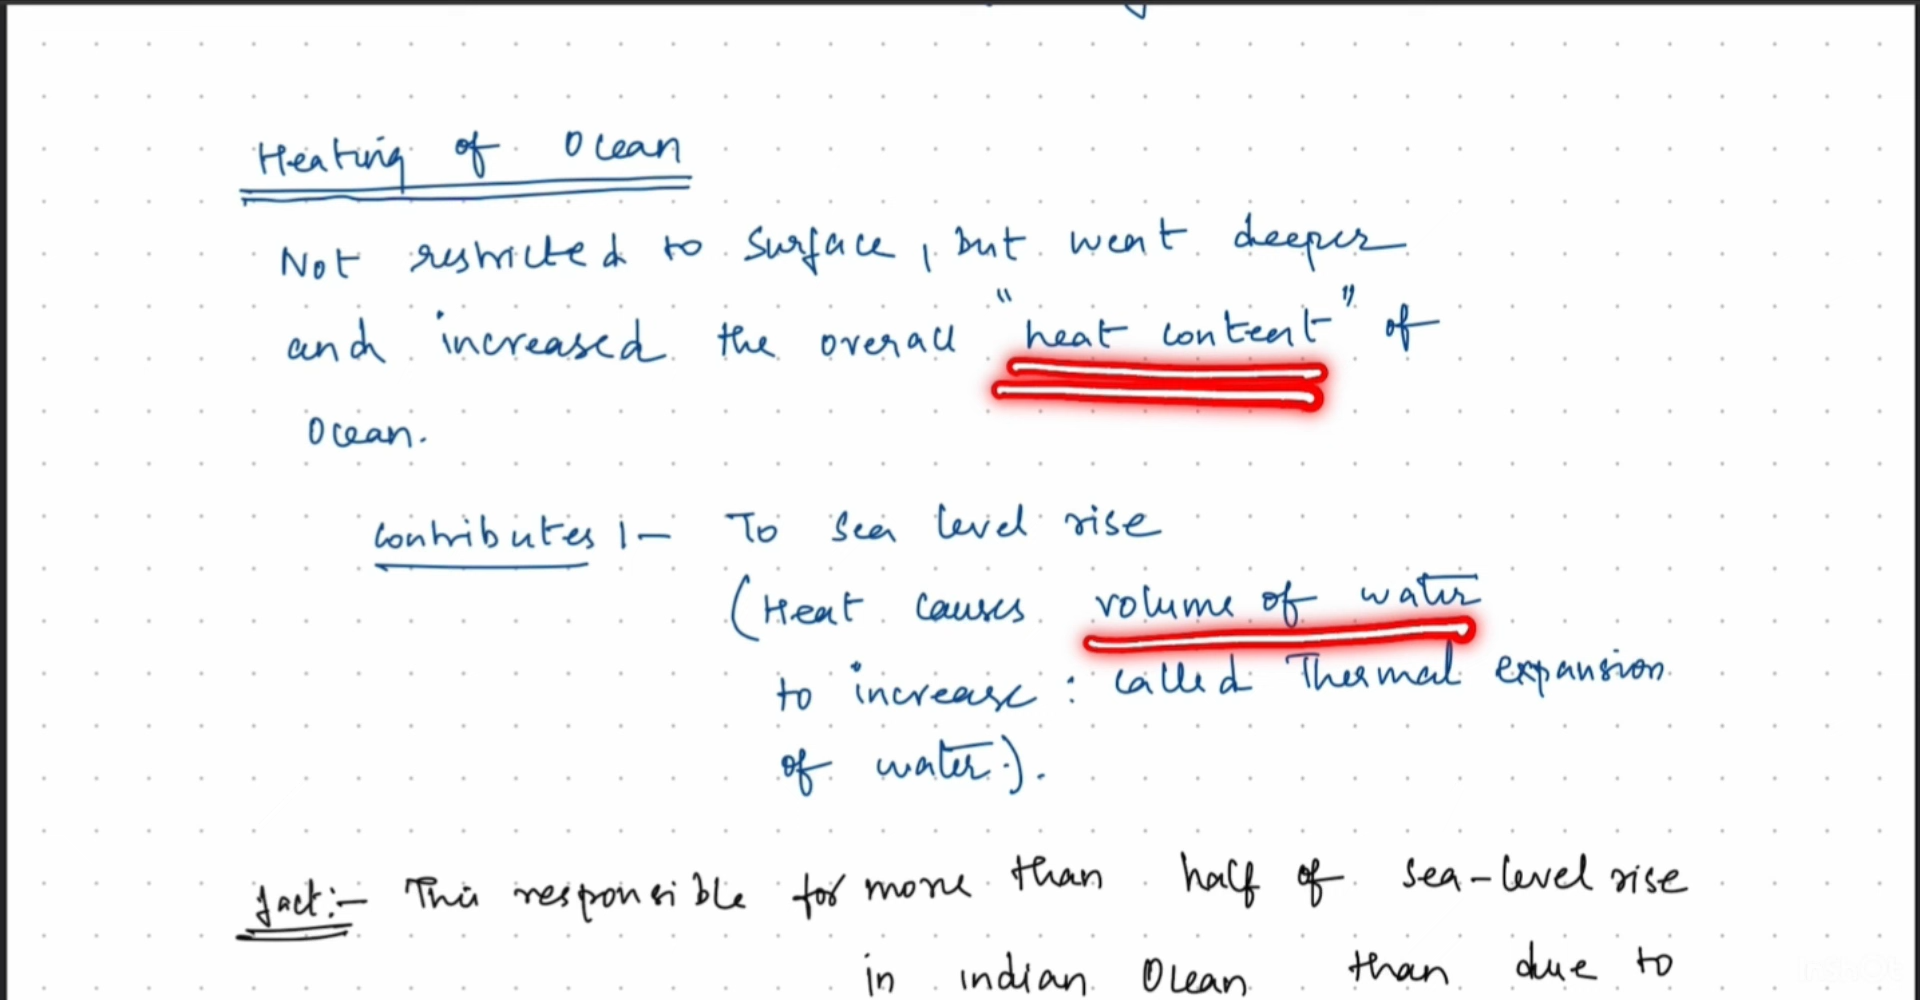 Heating of Ocean
Not restricted to surface, but went deeper
and increased the overall "heat content" of
Ocean.
Contributes :- To sea level rise
(Heat causes volume of water
to increase : called Thermal expansion
of water).
fact:- This responsible for more than half of sea-level rise
in indian Ocean than due to